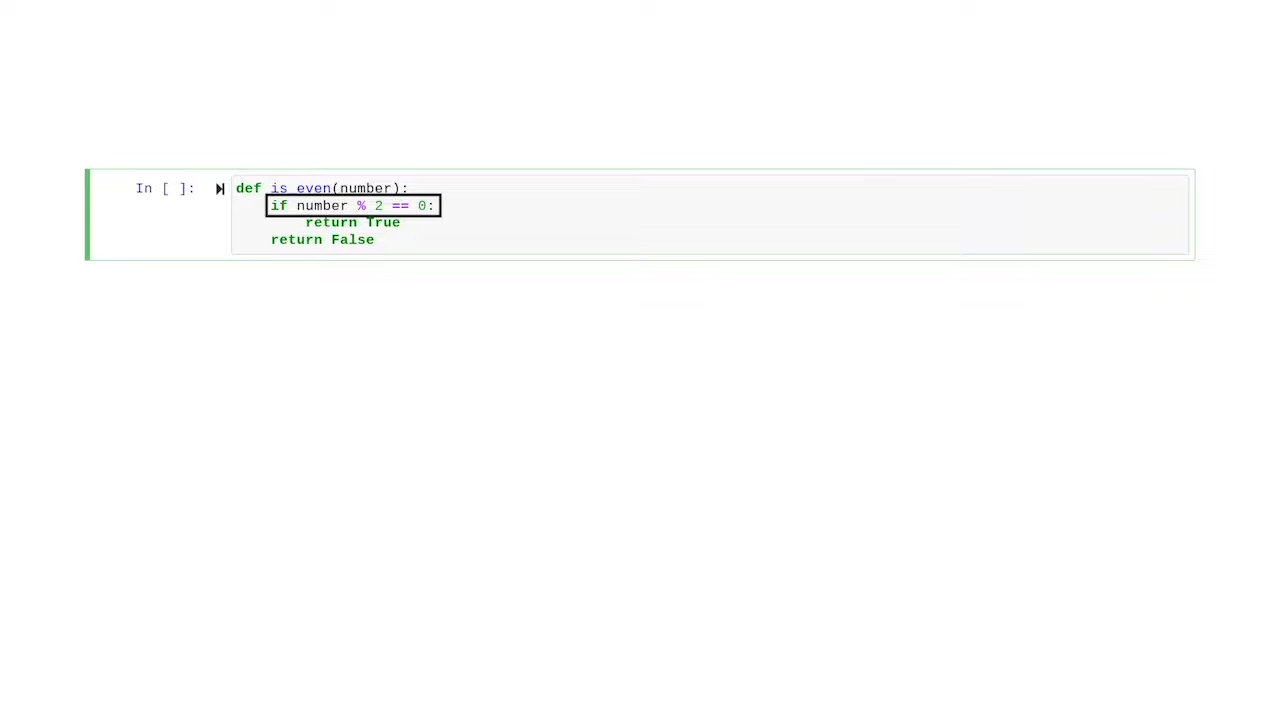 In [ ]: def is_even(number):
if number % 2 == 0:
return True
return False